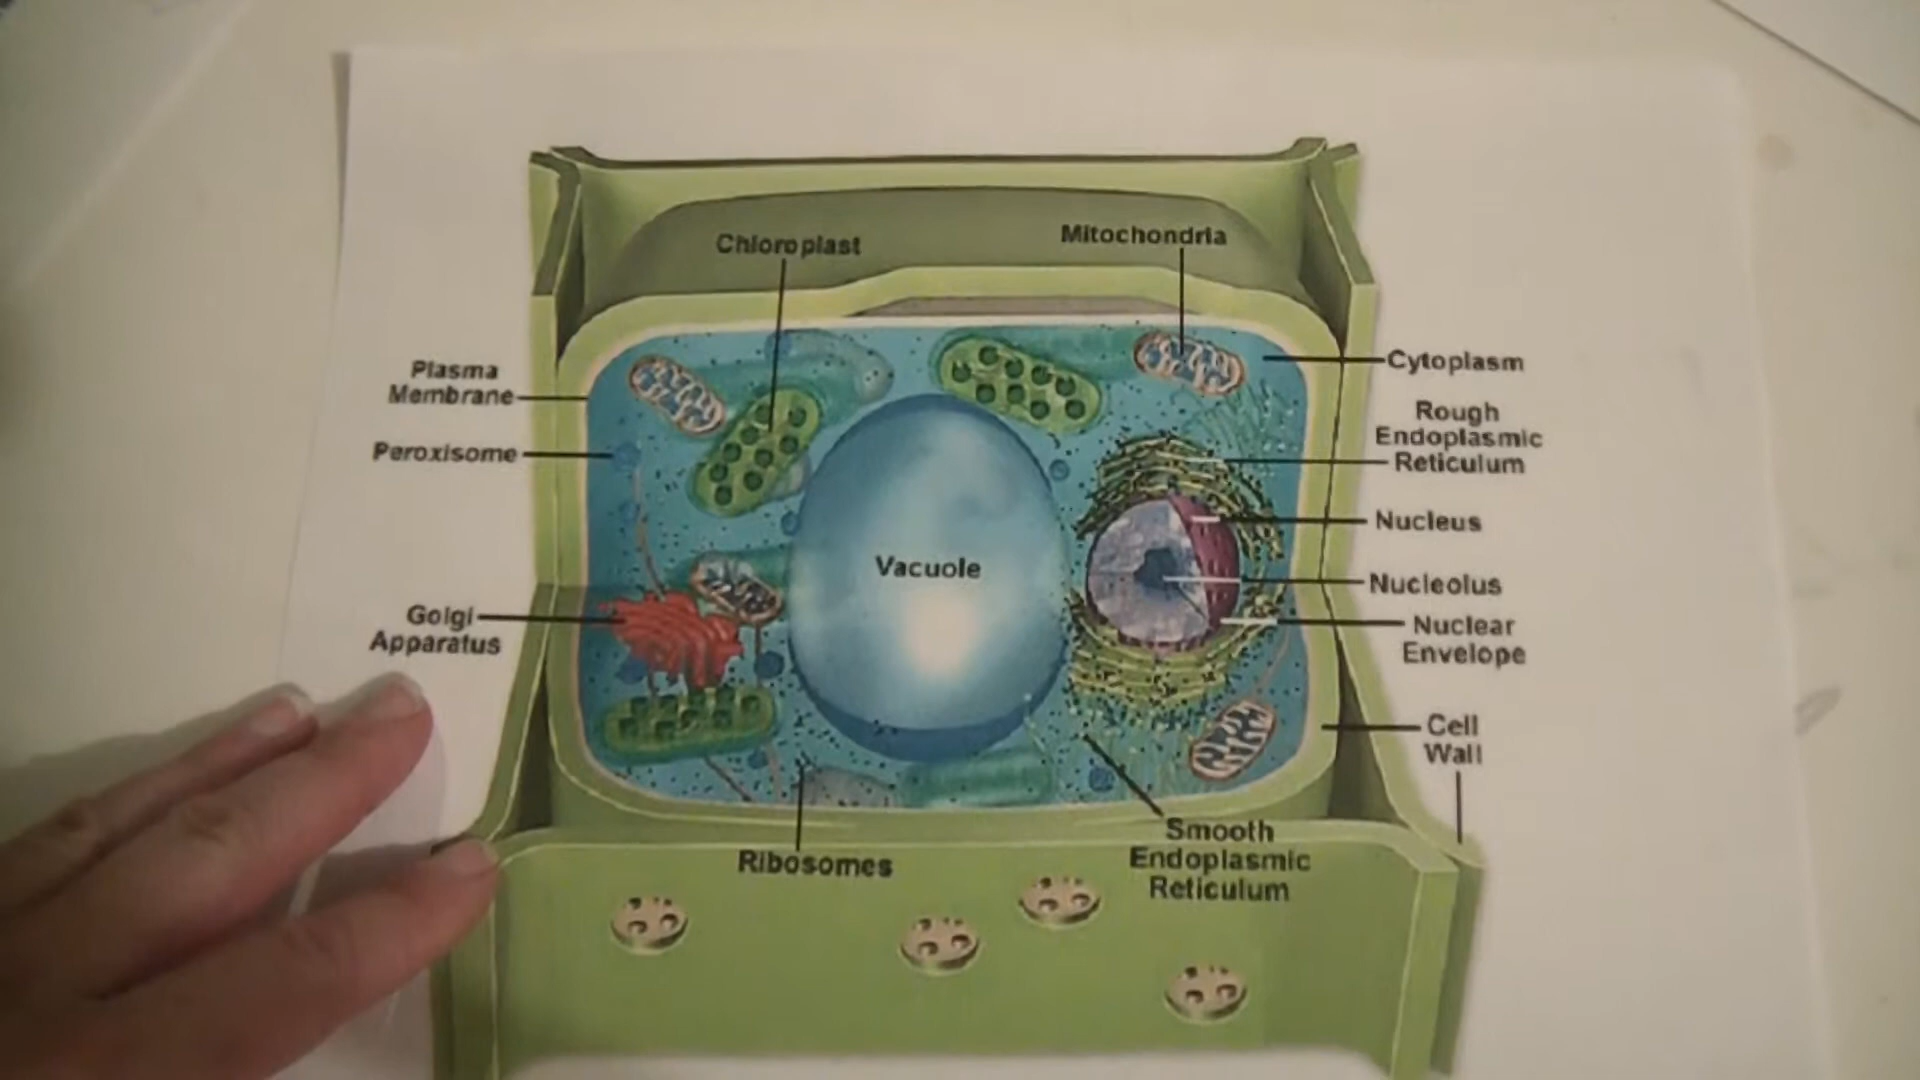 Chloroplast
Mitochondria
Plasma
Membrane
Cytoplasm
Rough
Endoplasmic
Reticulum
Peroxisome
Nucleus
Vacuole
Nucleolus
Golgi
Apparatus
Nuclear
Envelope
Cell
Wall
Ribosomes
Smooth
Endoplasmic
Reticulum